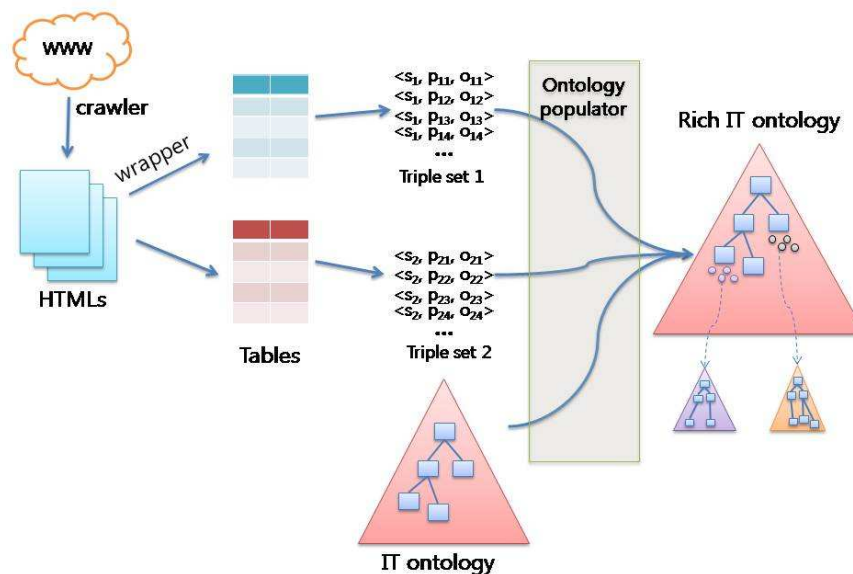 WWW
crawler
wrapper
HTMLs
Tables
<s₁, p₁₁, o₁₁>
<s₁, p₁₂, o₁₂>
<s₁, p₁₃, o₁₃>
<s₁, p₁₄, o₁₄>
...
Triple set 1
<s₂, p₂₁, o₂₁>
<s₂, p₂₂, o₂₂>
<s₂, p₂₃, o₂₃>
<s₂, p₂₄, o₂₄>
...
Triple set 2
IT ontology
Ontology
populator
Rich IT ontology